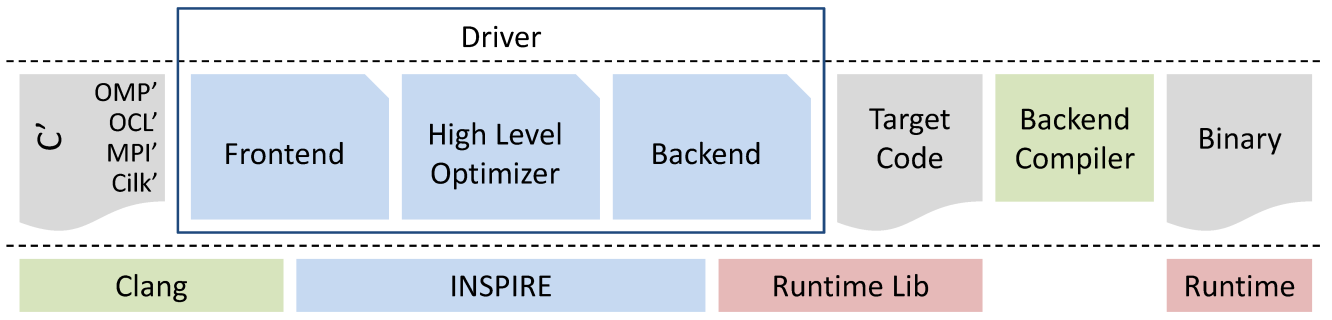 Driver
C’
OMP’
OCL’
MPI’
Cilk’
Frontend
High Level
Optimizer
Backend
Target
Code
Backend
Compiler
Binary
Clang
INSPIRE
Runtime Lib
Runtime